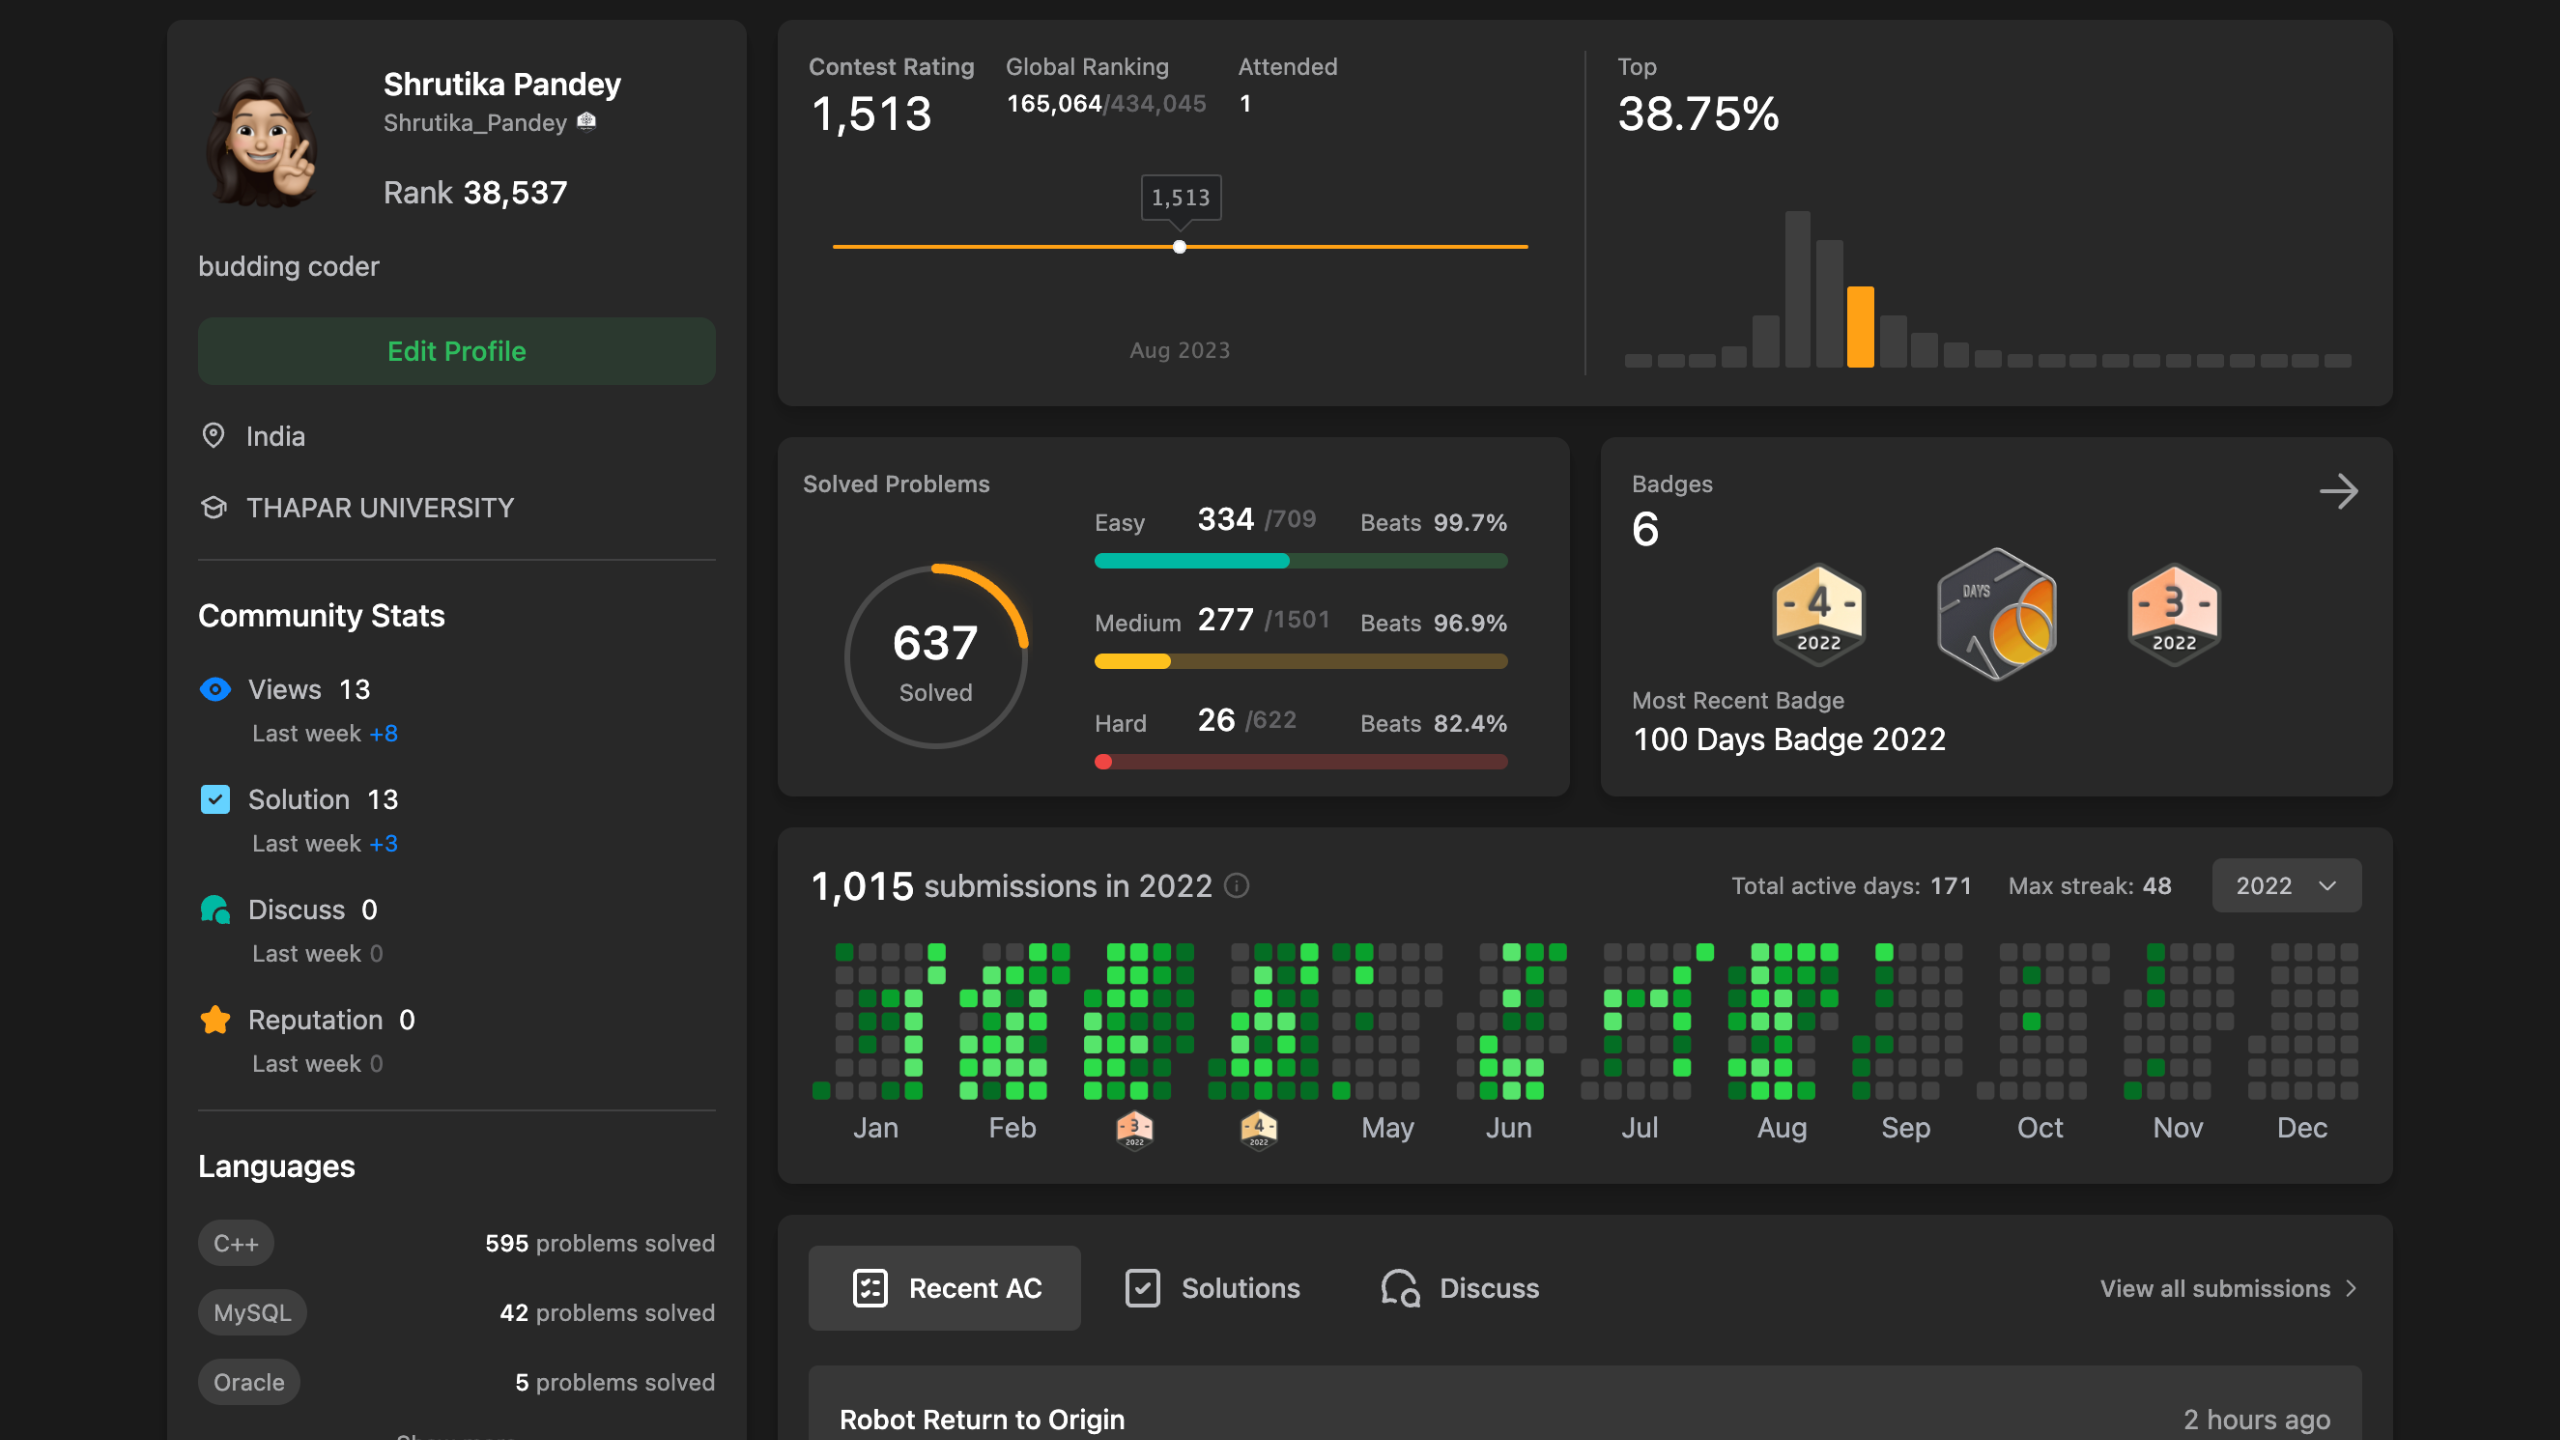 Shrutika Pandey
Shrutika_Pandey
Rank 38,537
budding coder
Edit Profile
India
THAPAR UNIVERSITY
Community Stats
Views 13
Last week +8
Solution 13
Last week +3
Discuss 0
Last week 0
Reputation 0
Last week 0
Languages
C++ 595 problems solved
MySQL 42 problems solved
Oracle 5 problems solved
Contest Rating
1,513
Global Ranking
165,064/434,045
Attended
1
1,513
Aug 2023
Top
38.75%
Solved Problems
637
Solved
Easy 334 /709 Beats 99.7%
Medium 277 /1501 Beats 96.9%
Hard 26 /622 Beats 82.4%
Badges
6
- 4 -
2022
DAYS
- 3 -
2022
Most Recent Badge
100 Days Badge 2022
1,015 submissions in 2022
Total active days: 171 Max streak: 48 2022
Jan Feb - 3 - 2022 - 4 - 2022 May Jun Jul Aug Sep Oct Nov Dec
Recent AC Solutions Discuss View all submissions
Robot Return to Origin 2 hours ago